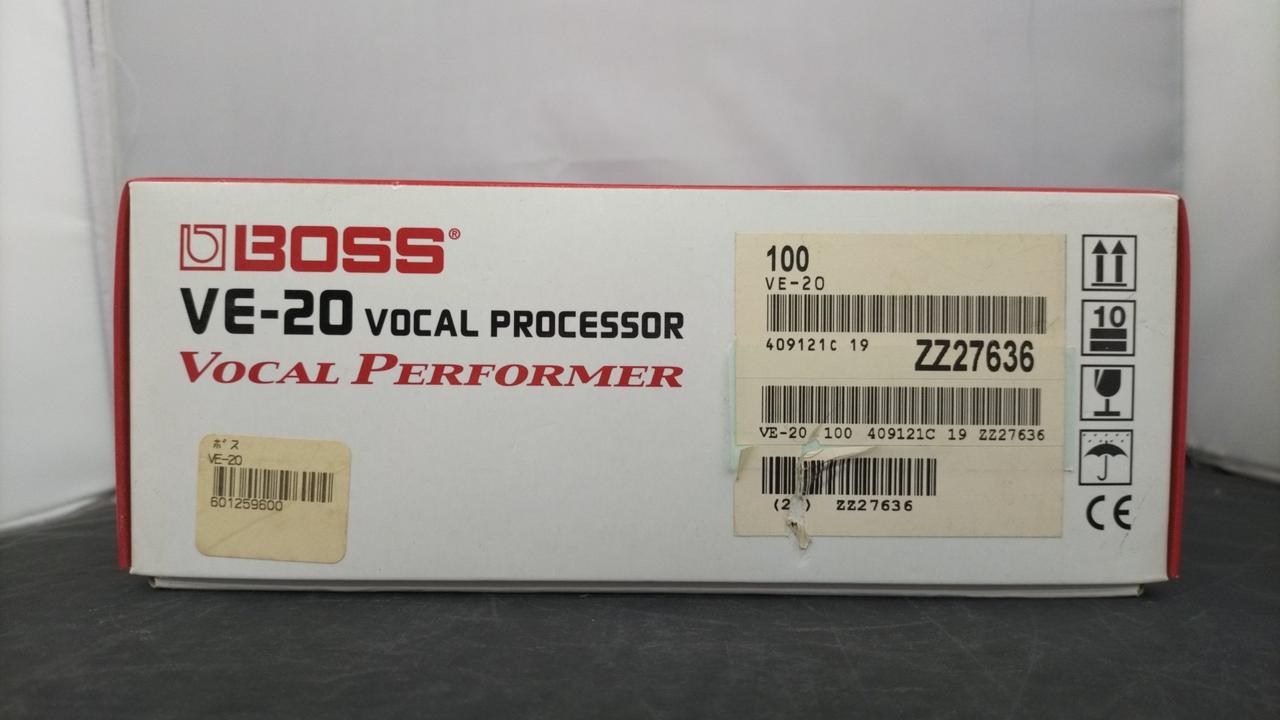 BOSS®
VE-20 VOCAL PROCESSOR
VOCAL PERFORMER
ボス
VE-20
601259600
100
VE-20
409121C 19
ZZ27636
VE-20 100 409121C 19 ZZ27636
ZZ27636
10
CE